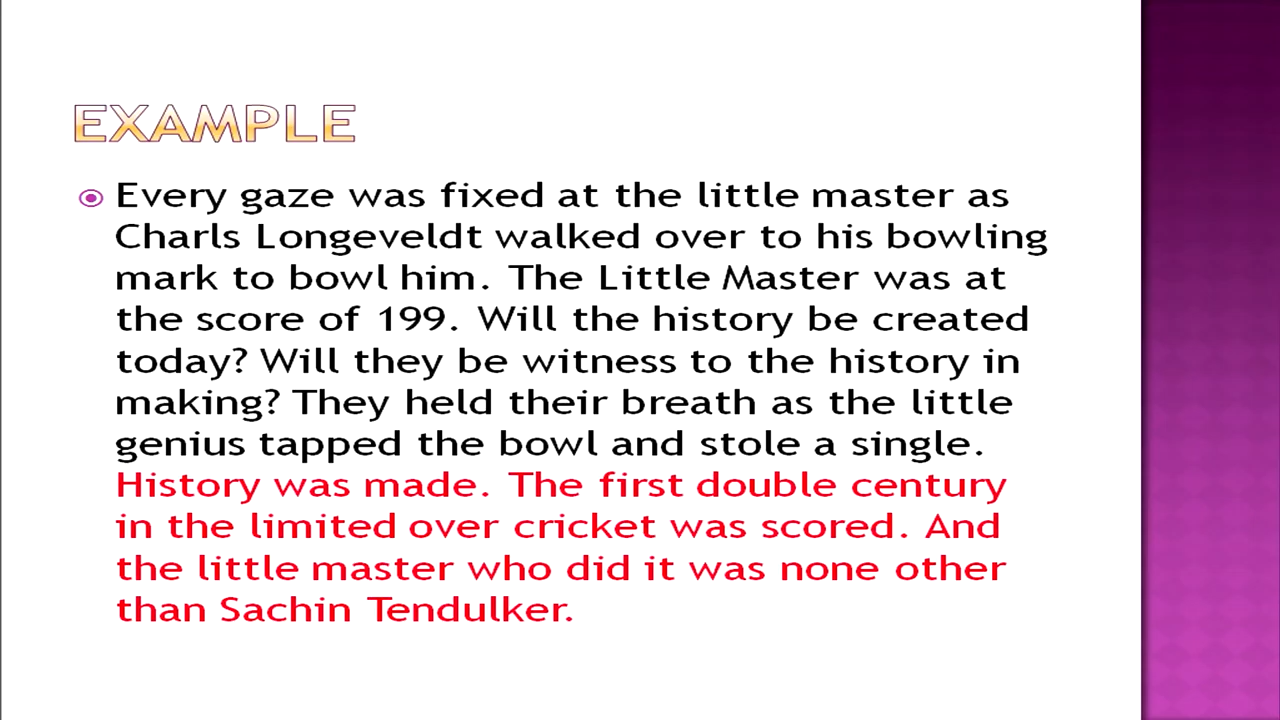 EXAMPLE
Every gaze was fixed at the little master as
Charls Longeveldt walked over to his bowling
mark to bowl him. The Little Master was at
the score of 199. Will the history be created
today? Will they be witness to the history in
making? They held their breath as the little
genius tapped the bowl and stole a single.
History was made. The first double century
in the limited over cricket was scored. And
the little master who did it was none other
than Sachin Tendulker.